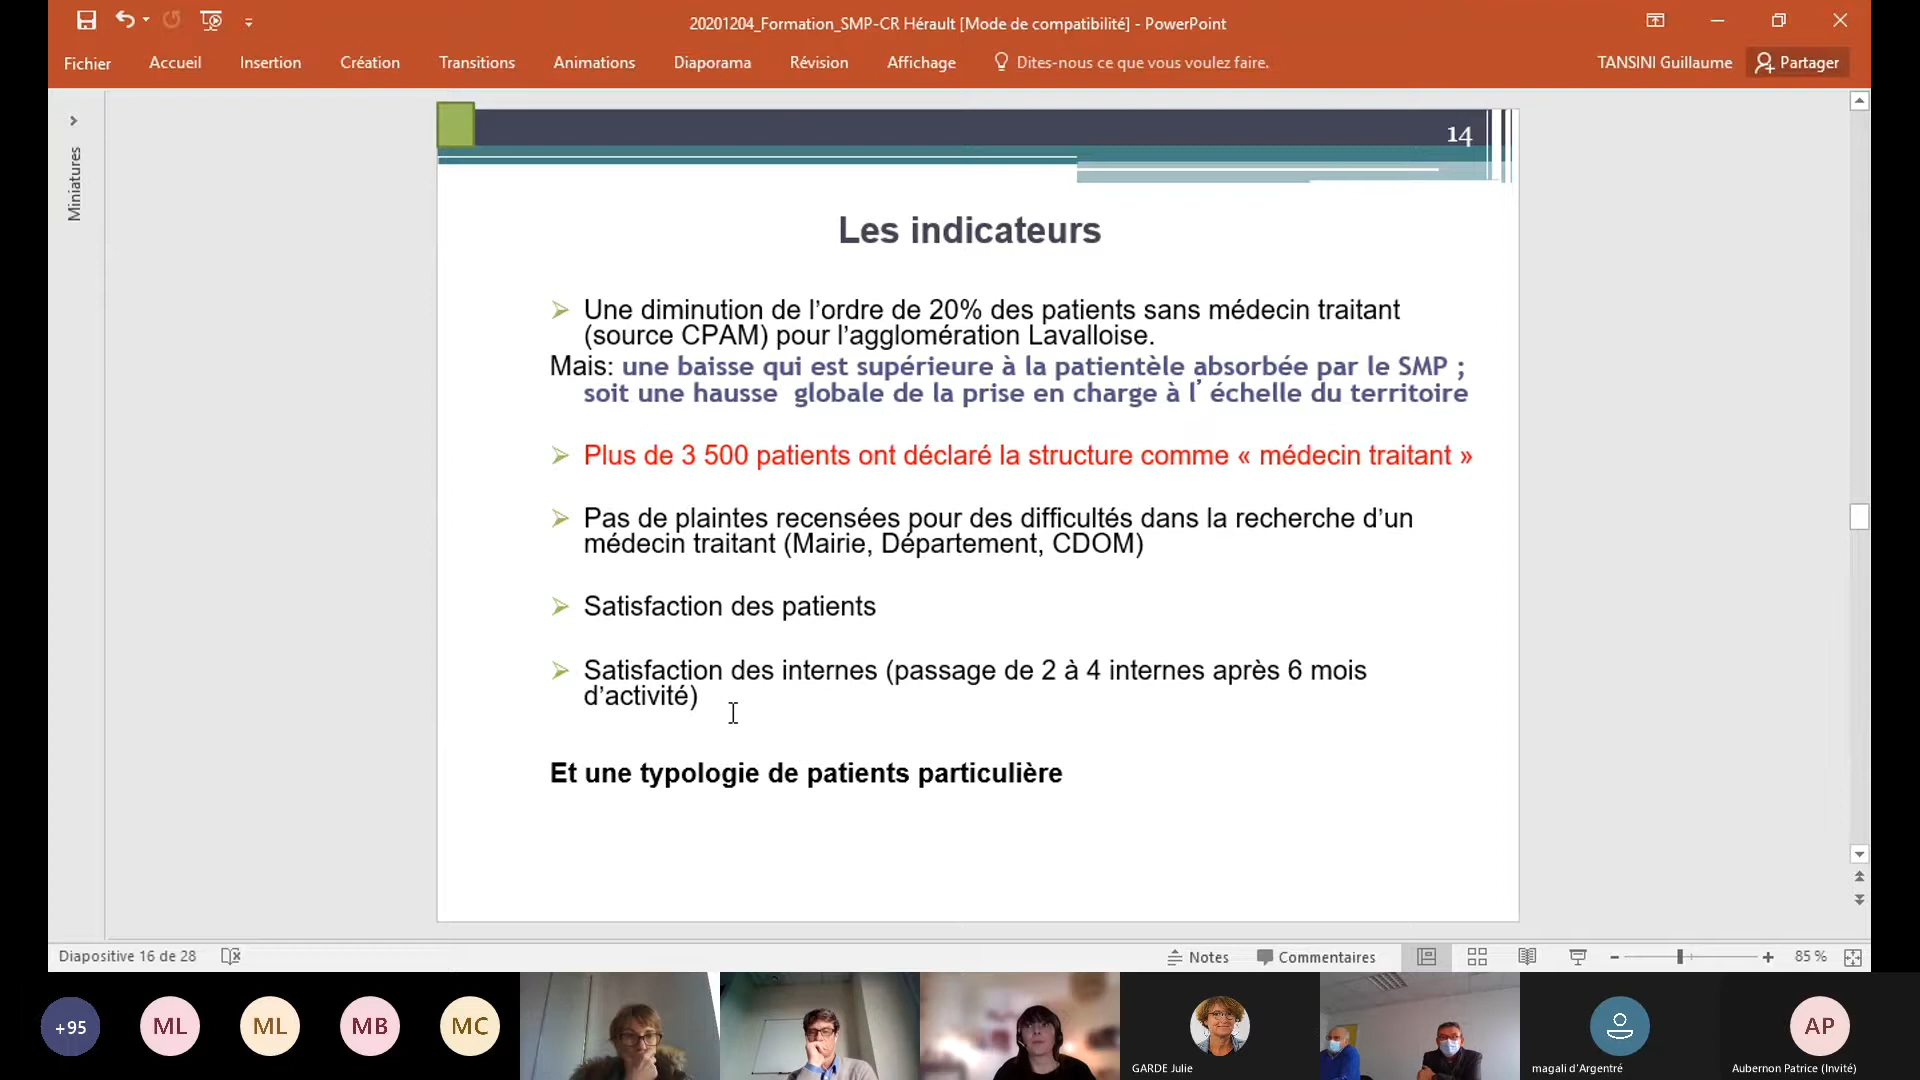 20201204_Formation_SMP-CR Hérault [Mode de compatibilité] - PowerPoint
Fichier Accueil Insertion Création Transitions Animations Diaporama Révision Affichage Dites-nous ce que vous voulez faire. TANSINI Guillaume Partager
Miniatures
14
Les indicateurs
Une diminution de l’ordre de 20% des patients sans médecin traitant
(source CPAM) pour l’agglomération Lavalloise.
Mais: une baisse qui est supérieure à la patientèle absorbée par le SMP ;
soit une hausse globale de la prise en charge à l’ échelle du territoire
Plus de 3 500 patients ont déclaré la structure comme « médecin traitant »
Pas de plaintes recensées pour des difficultés dans la recherche d’un
médecin traitant (Mairie, Département, CDOM)
Satisfaction des patients
Satisfaction des internes (passage de 2 à 4 internes après 6 mois
d’activité)
Et une typologie de patients particulière
Diapositive 16 de 28 Notes Commentaires 85 %
+95 ML ML MB MC AP
GARDE Julie magali d'Argentré Aubernon Patrice (Invité)